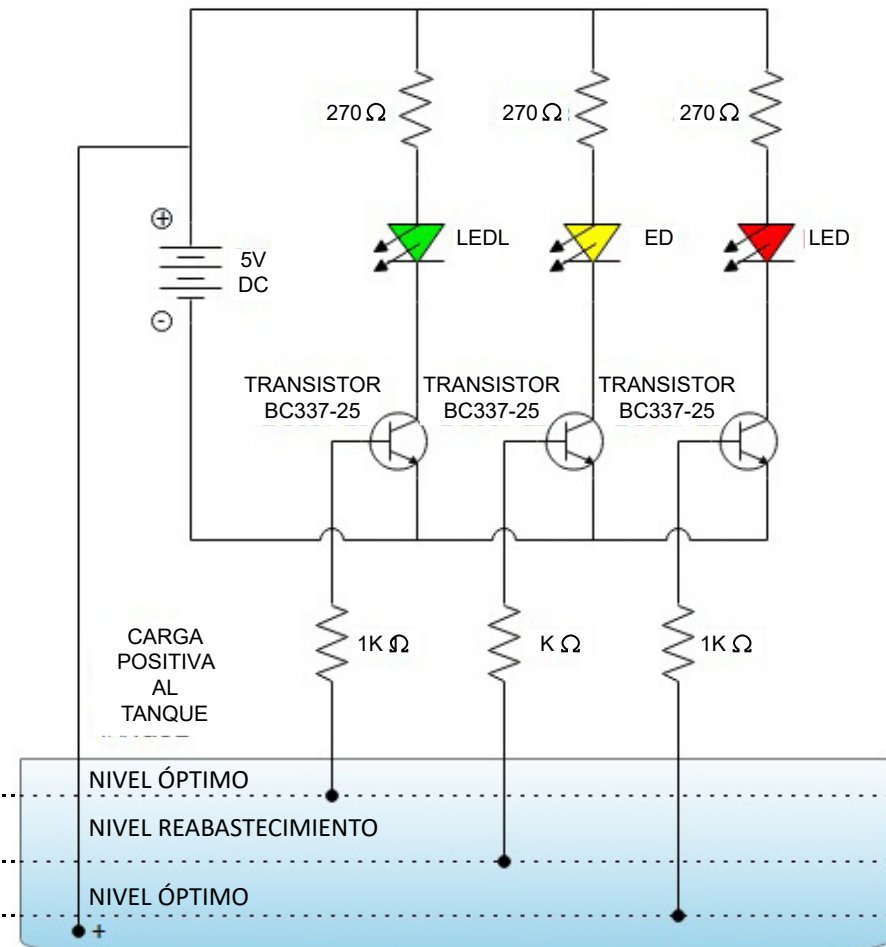 270 Ω
270 Ω
270 Ω
LEDL
ED
LED
+
5V
DC
-
TRANSISTOR
BC337-25
TRANSISTOR
BC337-25
TRANSISTOR
BC337-25
CARGA
POSITIVA
AL
TANQUE
1K Ω
K Ω
1K Ω
NIVEL ÓPTIMO
NIVEL REABASTECIMIENTO
NIVEL ÓPTIMO
+